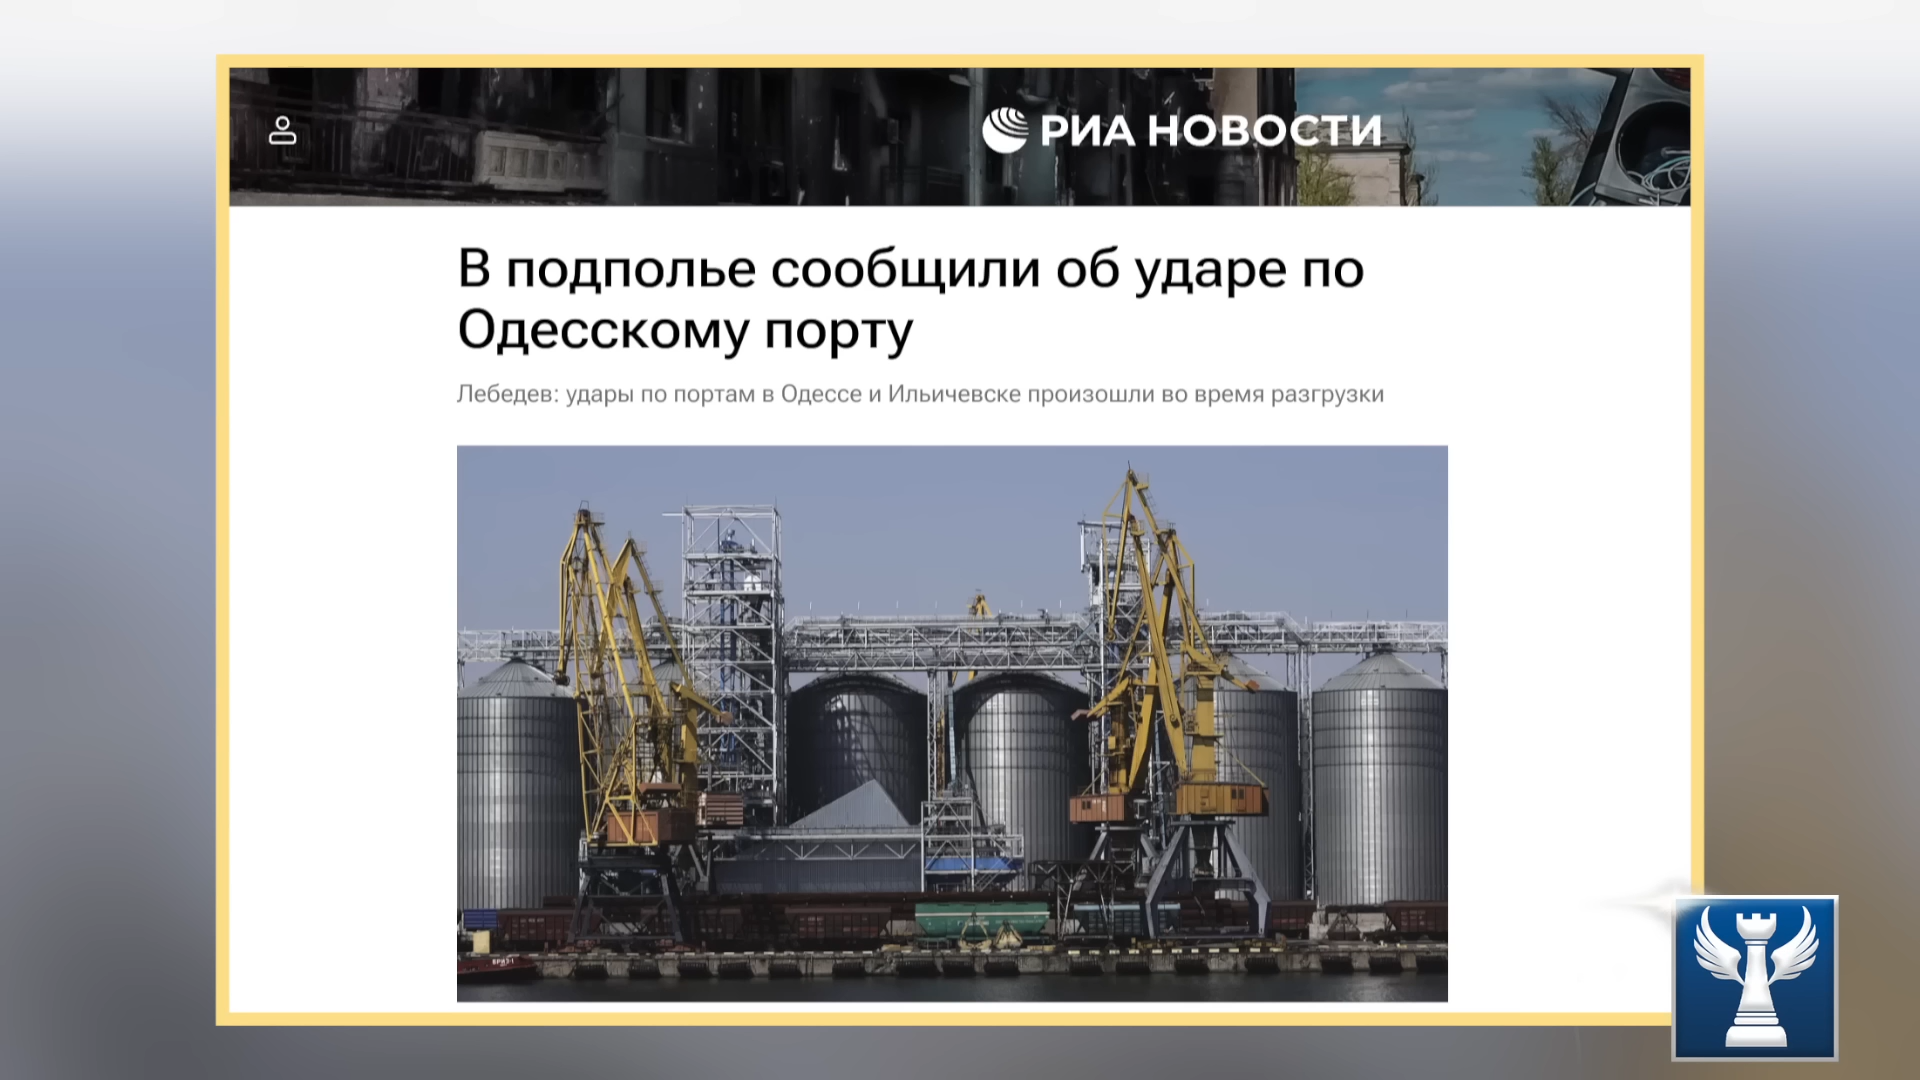 РИА НОВОСТИ
В подполье сообщили об ударе по
Одесскому порту
Лебедев: удары по портам в Одессе и Ильичевске произошли во время разгрузки